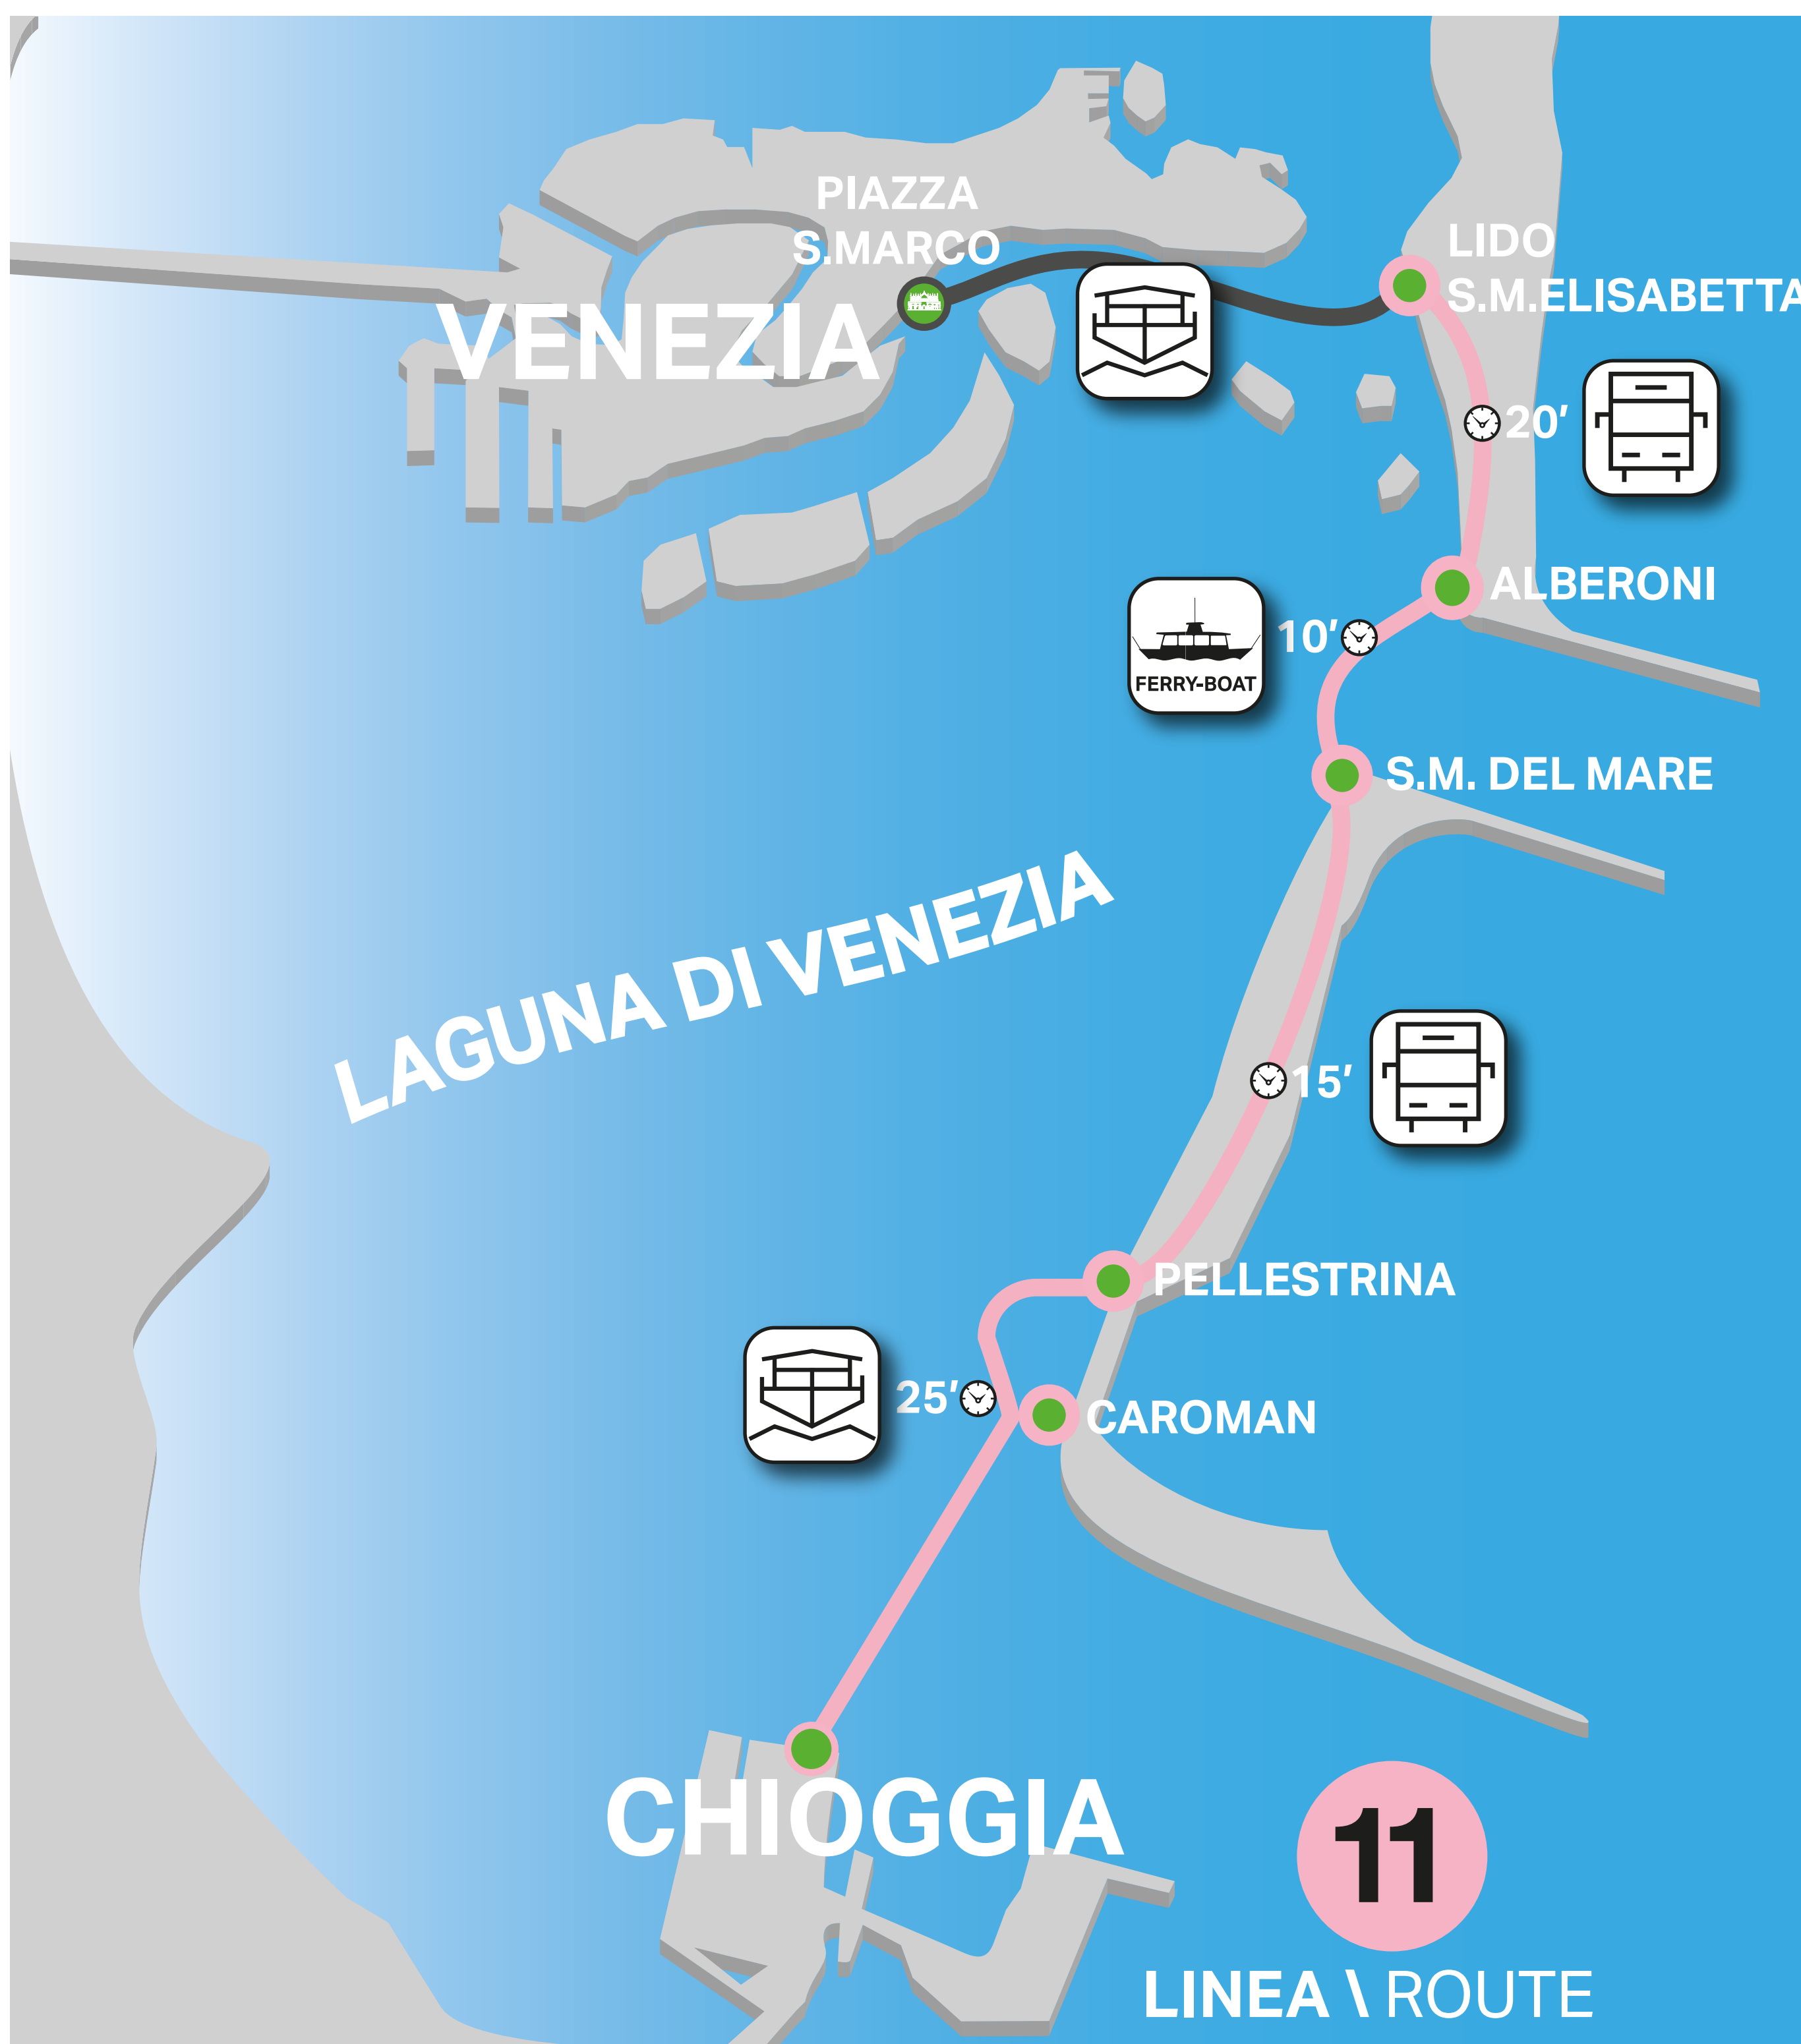 PIAZZA
S.MARCO
VENEZIA
LIDO
S.M.ELISABETTA
20'
ALBERONI
10'
FERRY-BOAT
S.M. DEL MARE
LAGUNA DI VENEZIA
15'
PELLESTRINA
25'
CAROMAN
CHIOGGIA
11
LINEA \ ROUTE